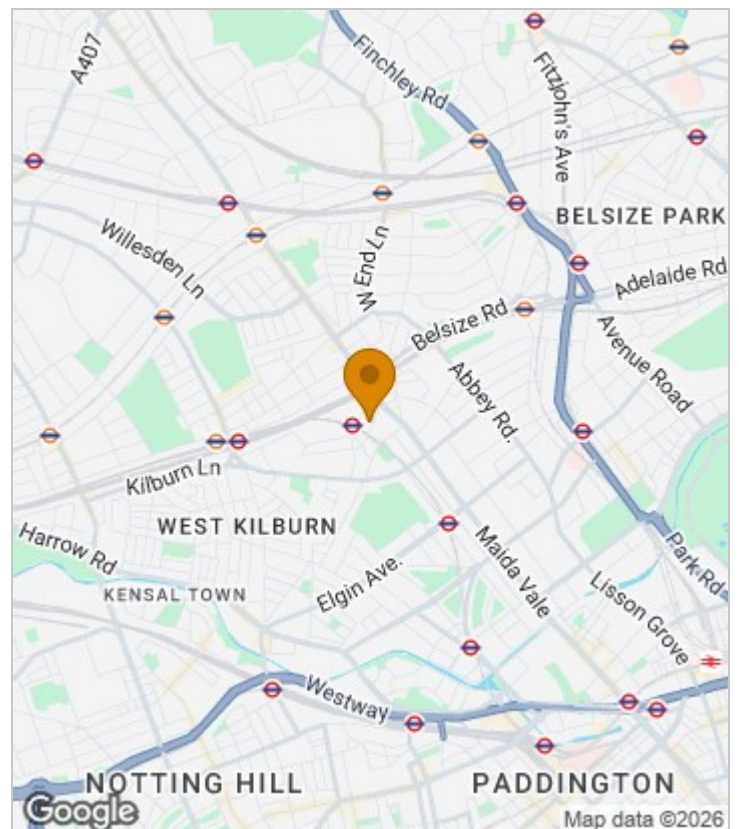 A407
Finchley Rd
Fitzjohn's Ave
BELSIZE PARK
Willesden Ln
W End Ln
Adelaide Rd
Belsize Rd
Avenue Road
Abbey Rd.
Kilburn Ln
WEST KILBURN
Harrow Rd
Maida Vale
Park Rd
KENSAL TOWN
Elgin Ave.
Lisson Grove
Westway
NOTTING HILL
PADDINGTON
Google
Map data ©2026